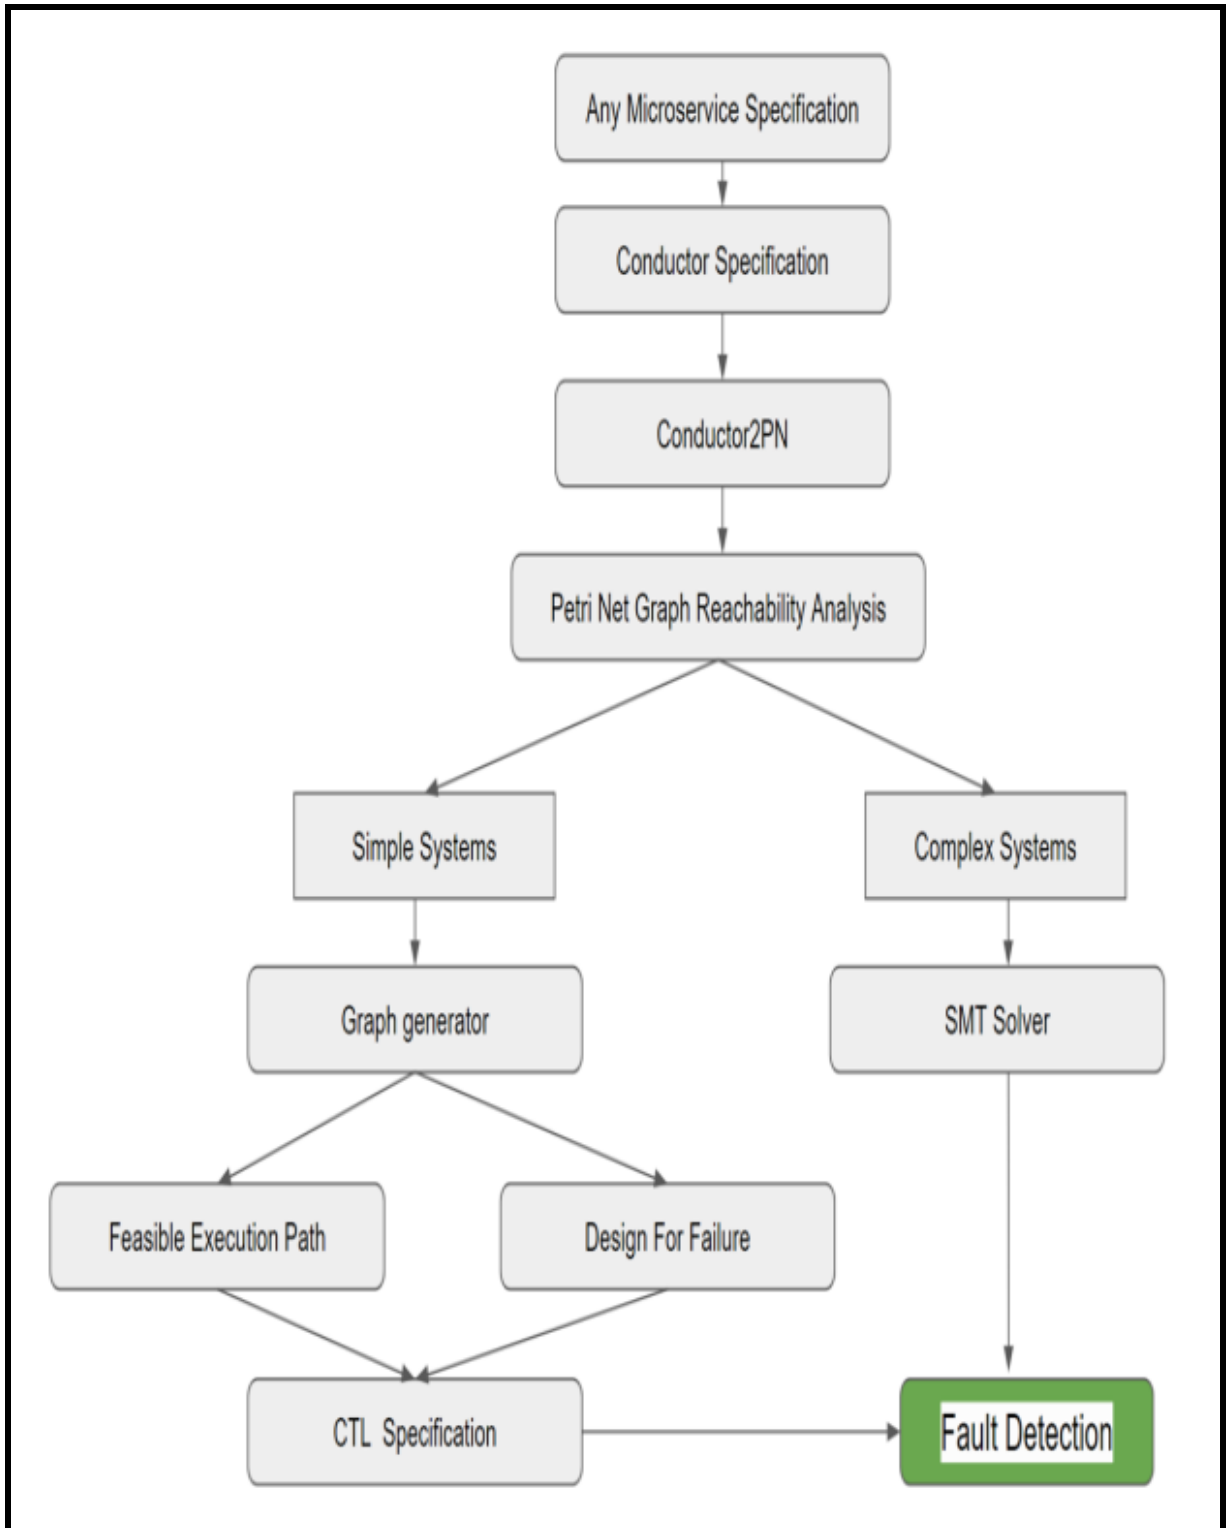 Any Microservice Specification
Conductor Specification
Conductor2PN
Petri Net Graph Reachability Analysis
Simple Systems
Complex Systems
Graph generator
SMT Solver
Feasible Execution Path
Design For Failure
CTL Specification
Fault Detection